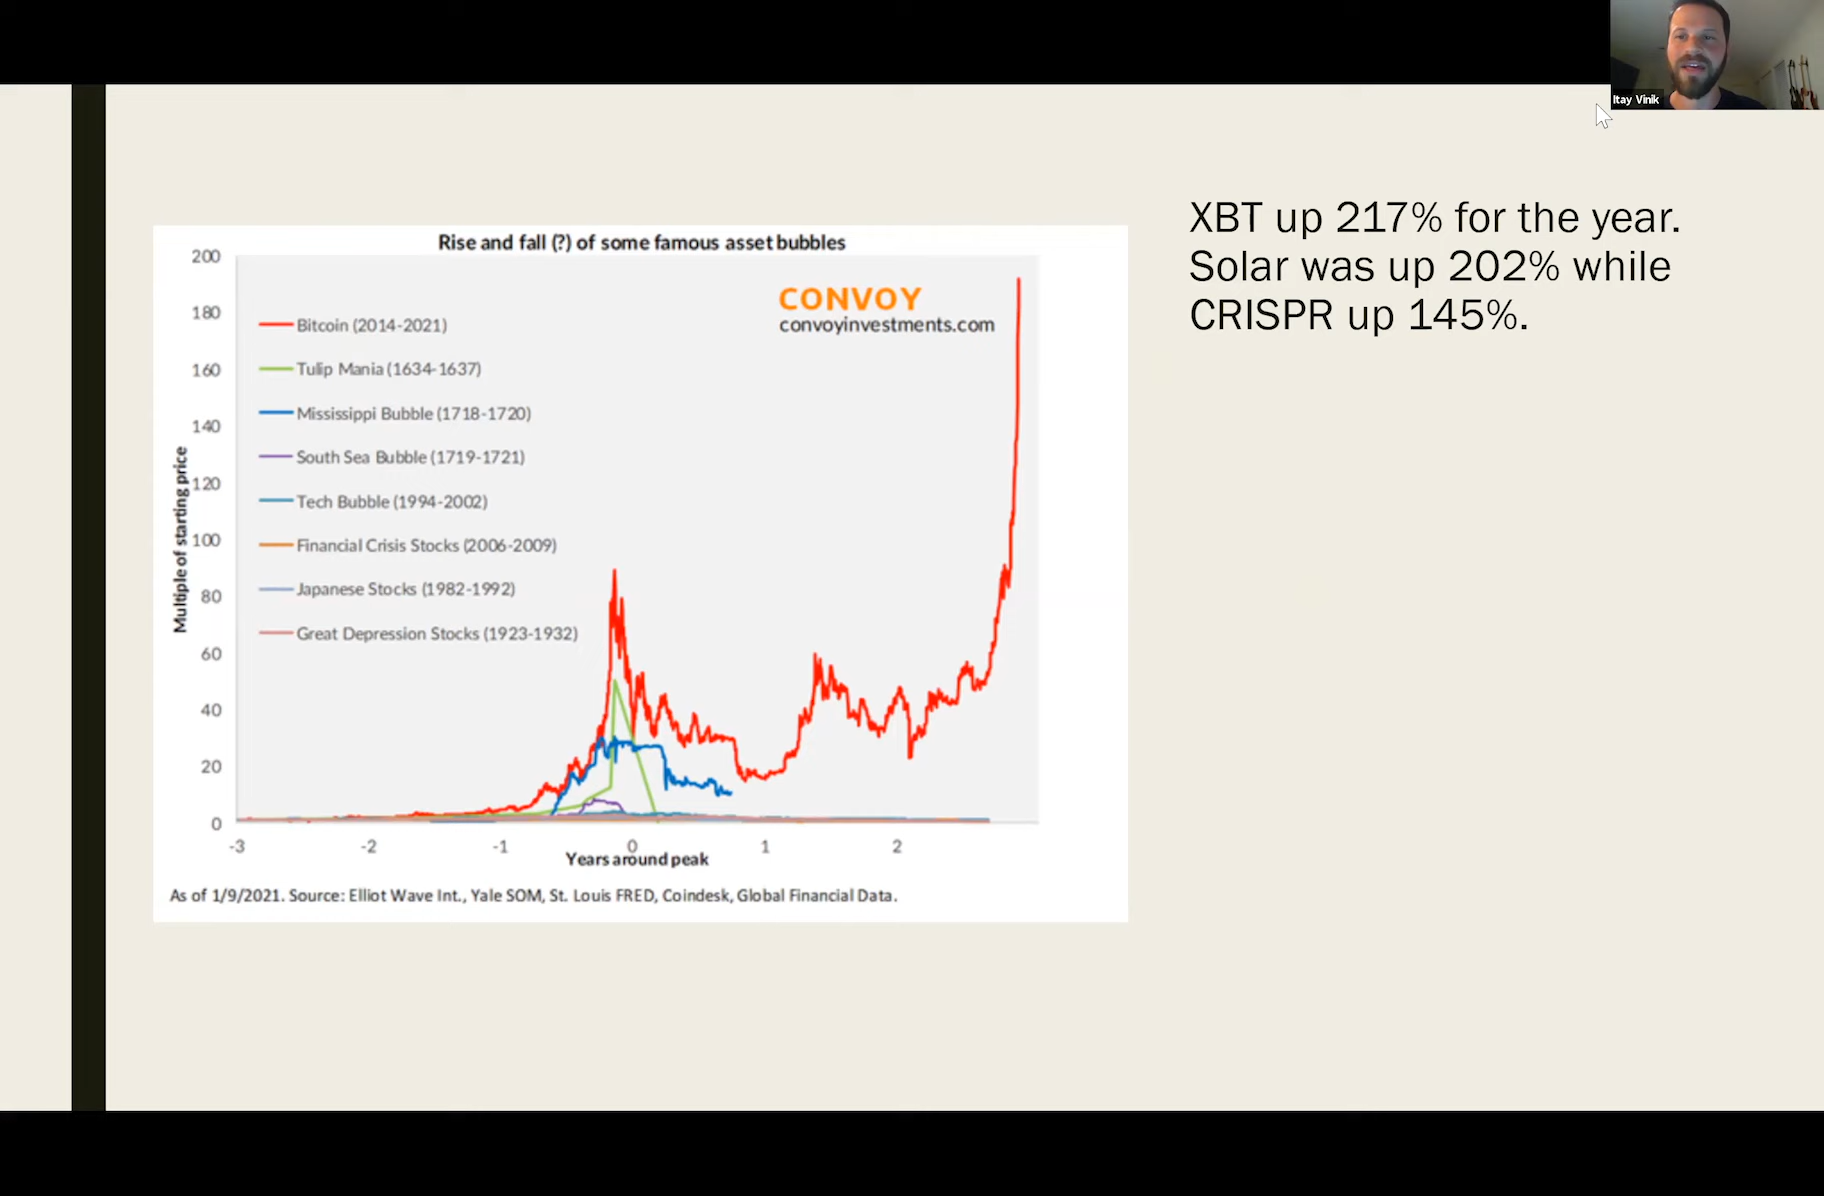 Itay Vinik
XBT up 217% for the year.
Solar was up 202% while
CRISPR up 145%.
Rise and fall (?) of some famous asset bubbles
CONVOY
convoyinvestments.com
Multiple of starting price
200
180
160
140
120
100
80
60
40
20
0
Bitcoin (2014-2021)
Tulip Mania (1634-1637)
Mississippi Bubble (1718-1720)
South Sea Bubble (1719-1721)
Tech Bubble (1994-2002)
Financial Crisis Stocks (2006-2009)
Japanese Stocks (1982-1992)
Great Depression Stocks (1923-1932)
-3 -2 -1 0 1 2
Years around peak
As of 1/9/2021. Source: Elliot Wave Int., Yale SOM, St. Louis FRED, Coindesk, Global Financial Data.